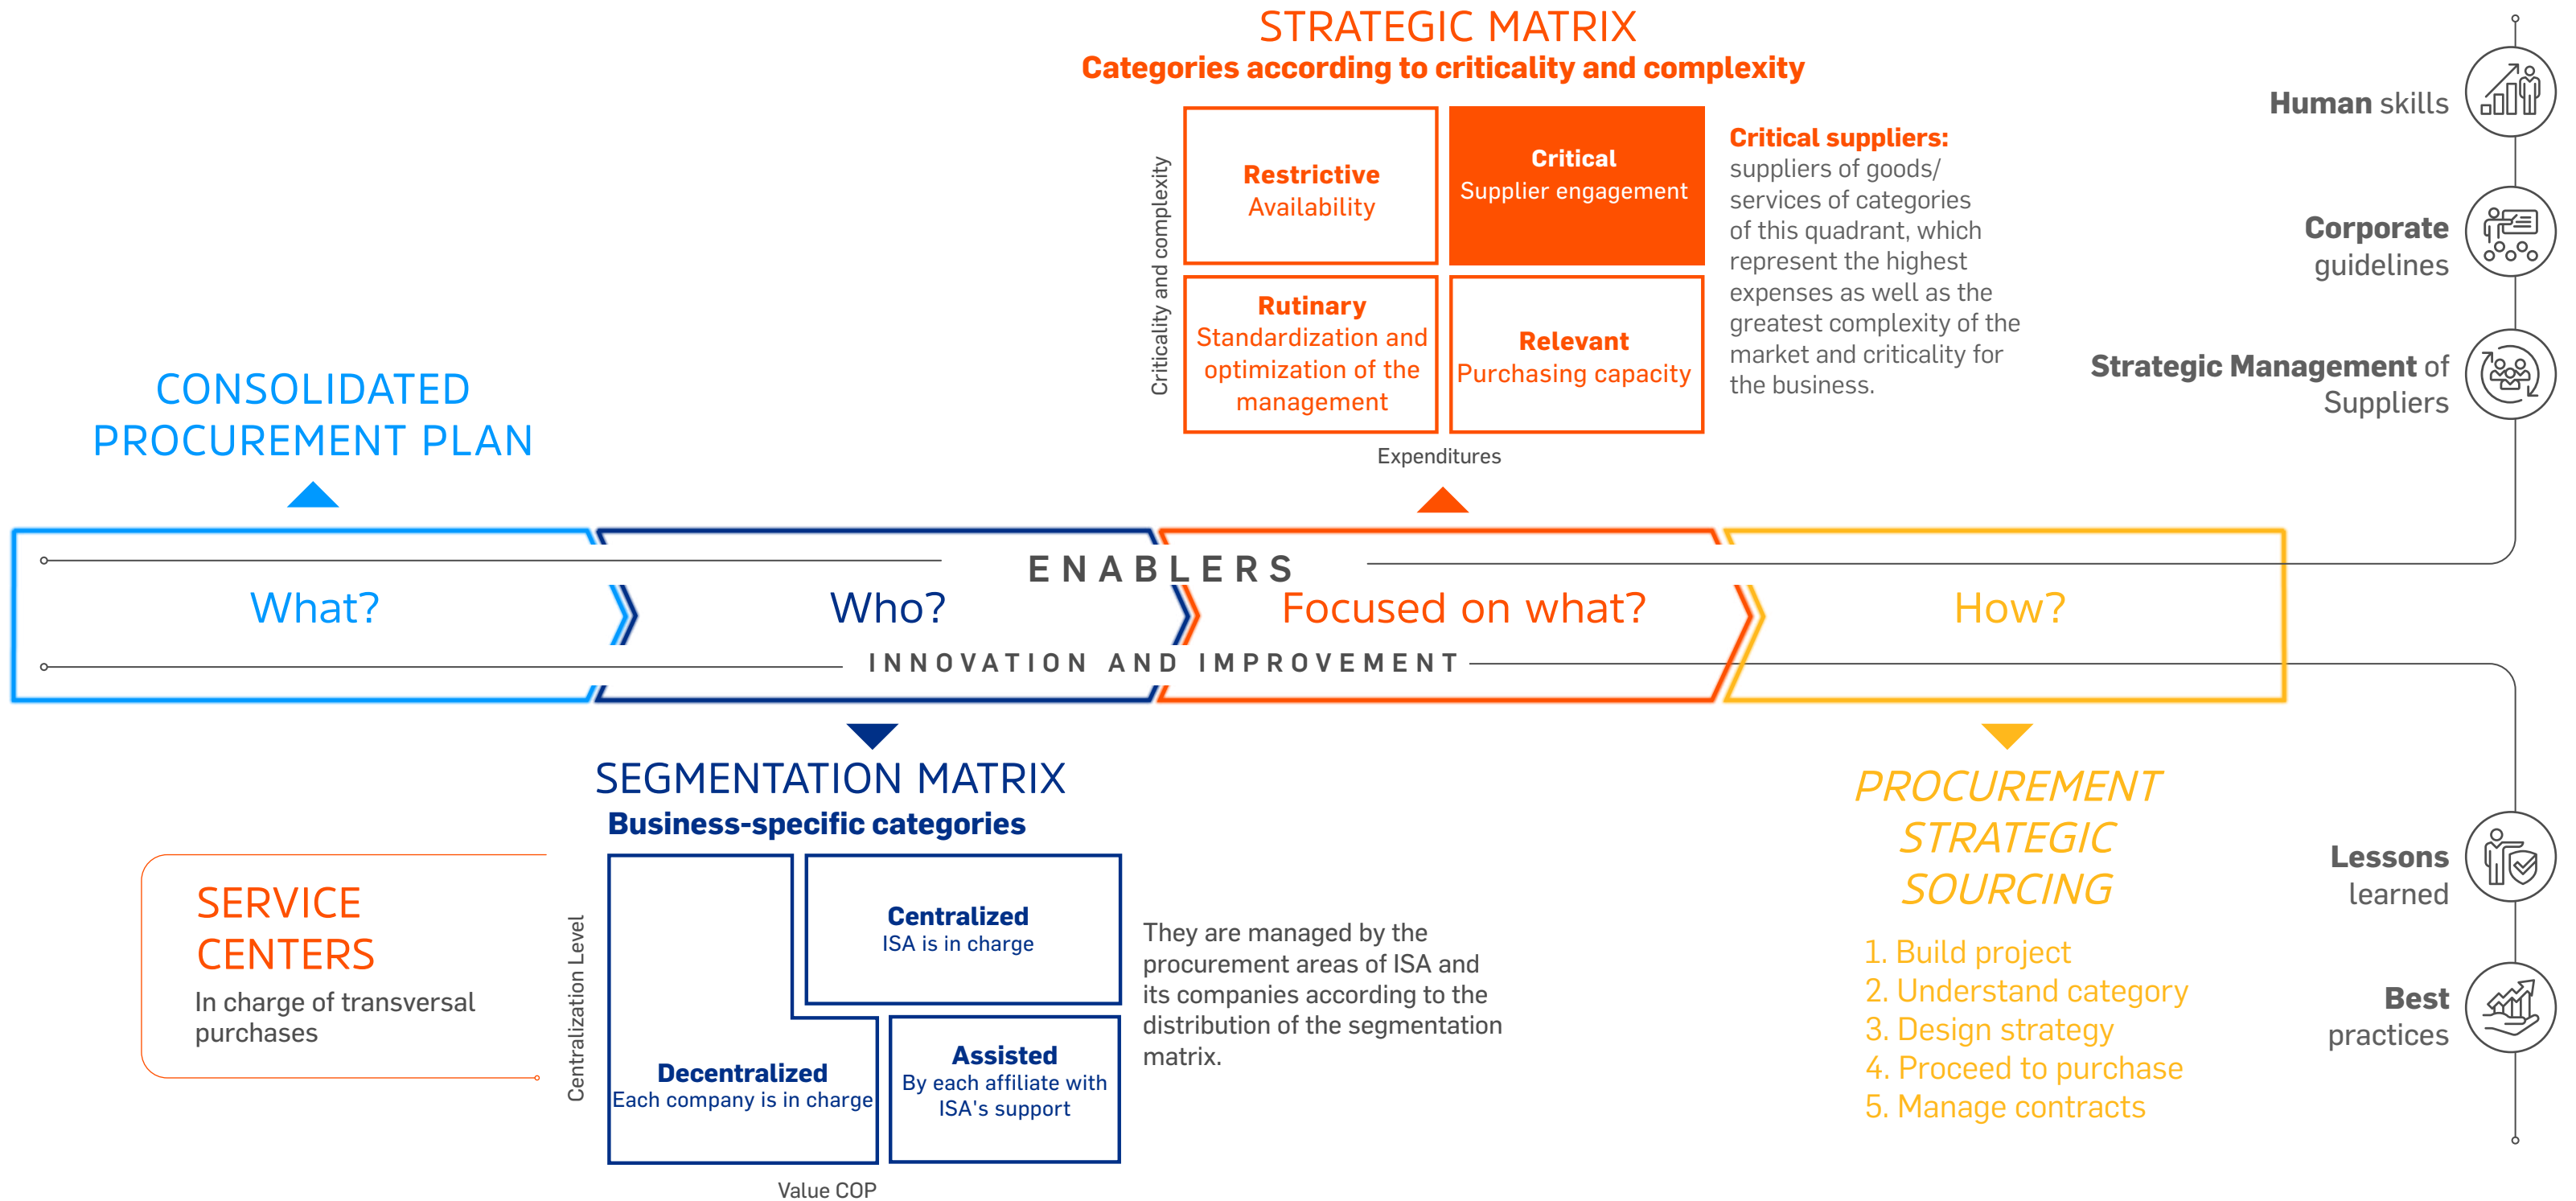 STRATEGIC MATRIX
Categories according to criticality and complexity
Criticality and complexity
Restrictive
Availability
Critical
Supplier engagement
Rutinary
Standardization and
optimization of the
management
Relevant
Purchasing capacity
Expenditures
Critical suppliers:
suppliers of goods/
services of categories
of this quadrant, which
represent the highest
expenses as well as the
greatest complexity of the
market and criticality for
the business.
Human skills
Corporate
guidelines
Strategic Management of
Suppliers
CONSOLIDATED
PROCUREMENT PLAN
ENABLERS
What?
Who?
Focused on what?
How?
INNOVATION AND IMPROVEMENT
SERVICE
CENTERS
In charge of transversal
purchases
SEGMENTATION MATRIX
Business-specific categories
Centralization Level
Centralized
ISA is in charge
Decentralized
Each company is in charge
Assisted
By each affiliate with
ISA's support
Value COP
They are managed by the
procurement areas of ISA and
its companies according to the
distribution of the segmentation
matrix.
PROCUREMENT
STRATEGIC
SOURCING
1. Build project
2. Understand category
3. Design strategy
4. Proceed to purchase
5. Manage contracts
Lessons
learned
Best
practices